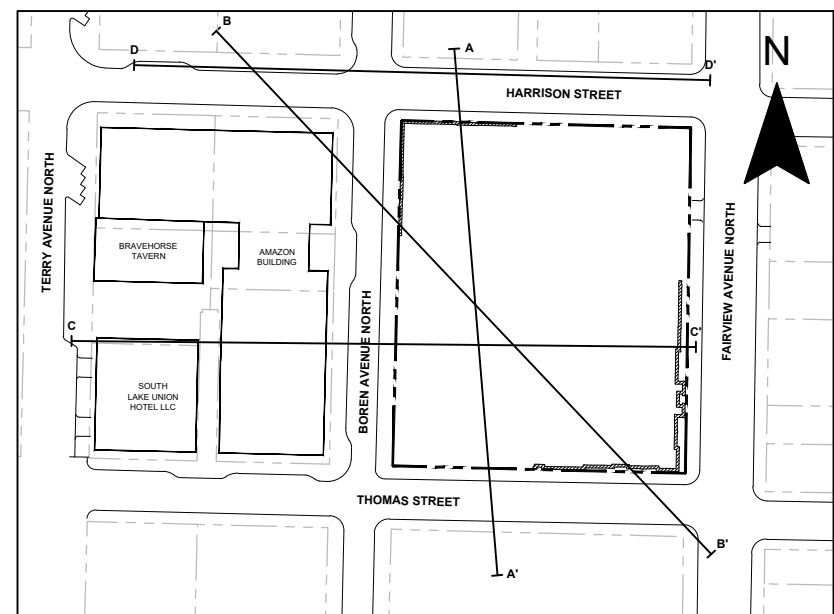 B
A
N
D
D'
HARRISON STREET
TERRY AVENUE NORTH
BRAVEHORSE
TAVERN
AMAZON
BUILDING
FAIRVIEW AVENUE NORTH
BOREN AVENUE NORTH
C
C'
SOUTH
LAKE UNION
HOTEL LLC
THOMAS STREET
B'
A'